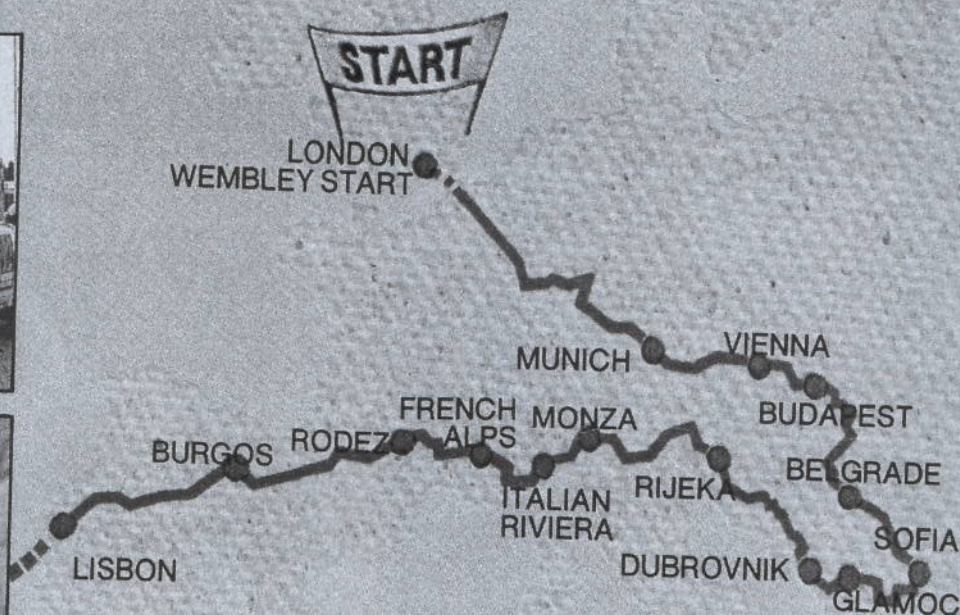 START
LONDON
WEMBLEY START
MUNICH
VIENNA
BUDAPEST
BELGRADE
SOFIA
GLAMOC
DUBROVNIK
RIJEKA
MONZA
ITALIAN
RIVIERA
FRENCH
ALPS
RODEZ
BURGOS
LISBON